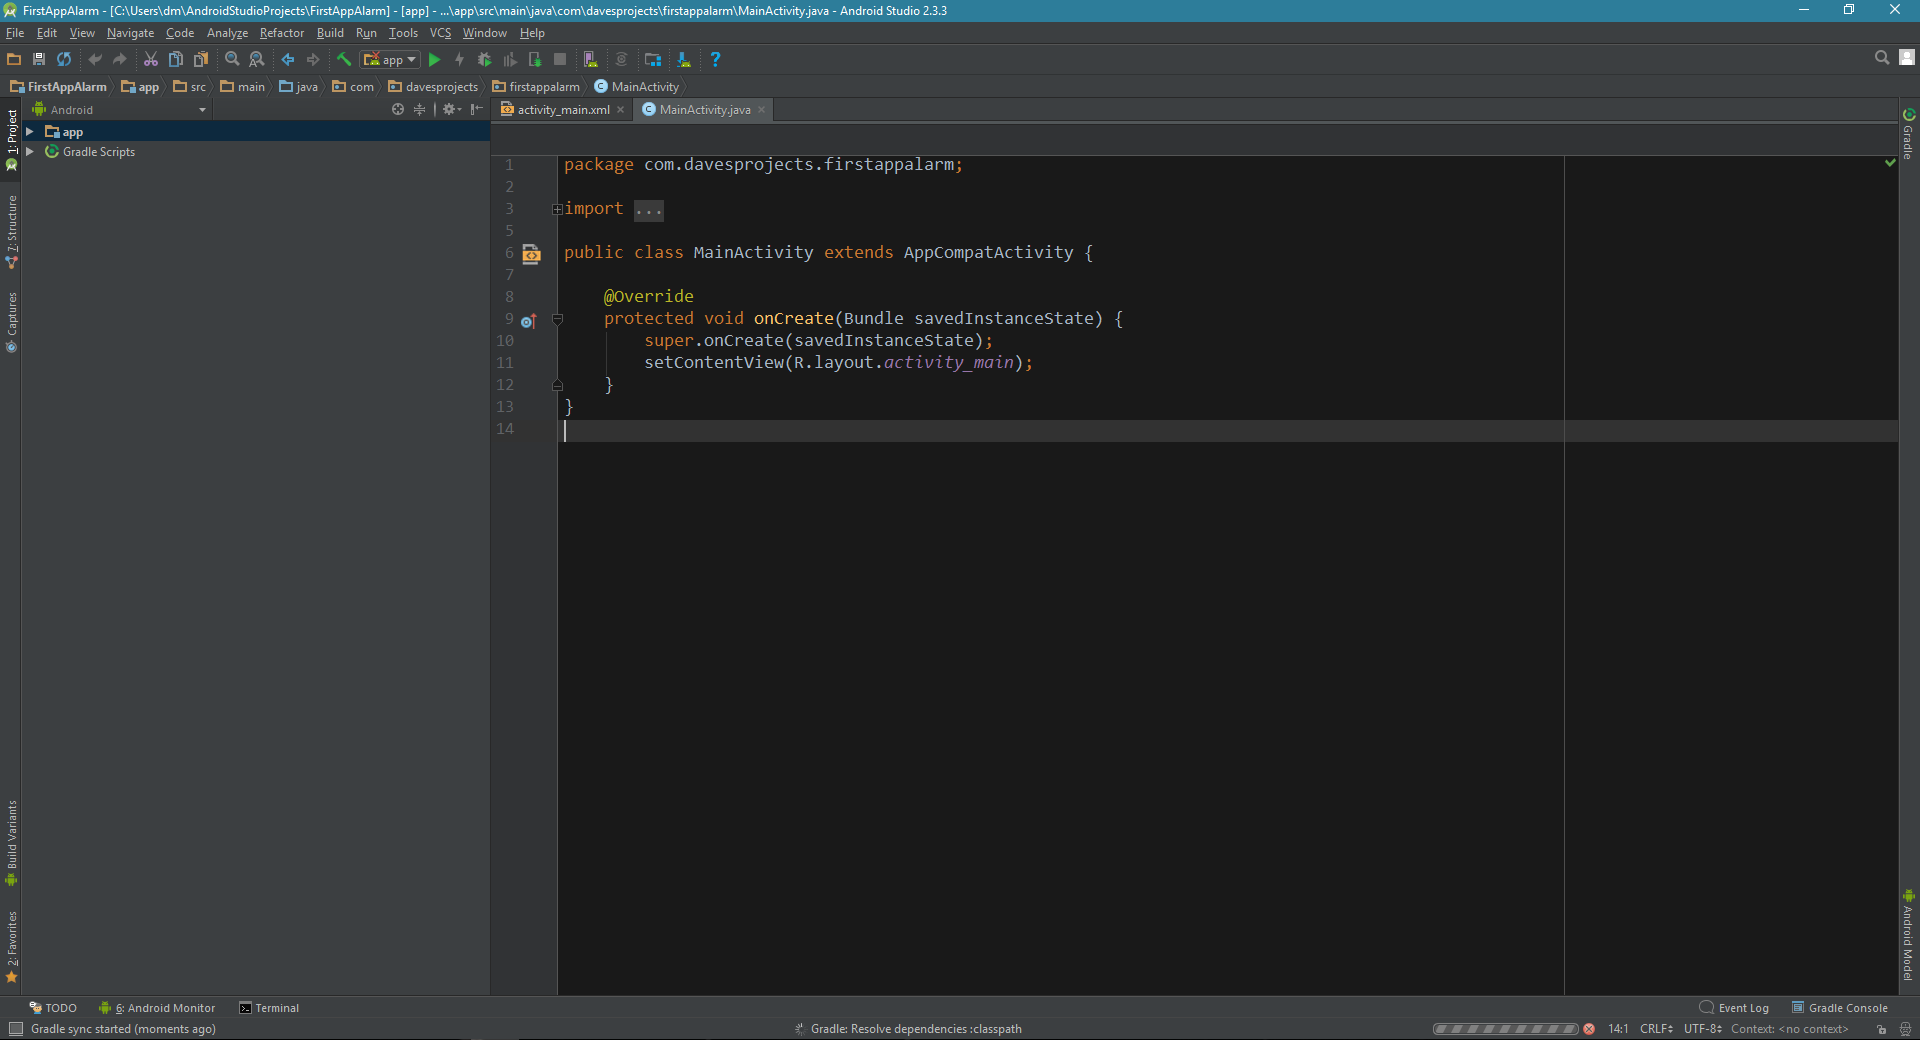 FirstAppAlarm - [C:\Users\dm\AndroidStudioProjects\FirstAppAlarm] - [app] - ...\app\src\main\java\com\davesprojects\firstappalarm\MainActivity.java - Android Studio 2.3.3
File Edit View Navigate Code Analyze Refactor Build Run Tools VCS Window Help
app
FirstAppAlarm app src main java com davesprojects firstappalarm MainActivity
Android
activity_main.xml MainActivity.java
app
Gradle Scripts
1: Project
7: Structure
Captures
Build Variants
2: Favorites
1 package com.davesprojects.firstappalarm;
2
3 import ...
5
6 public class MainActivity extends AppCompatActivity {
7
8 @Override
9 protected void onCreate(Bundle savedInstanceState) {
10 super.onCreate(savedInstanceState);
11 setContentView(R.layout.activity_main);
12 }
13 }
14
Gradle
Android Model
TODO 6: Android Monitor Terminal Event Log Gradle Console
Gradle sync started (moments ago) Gradle: Resolve dependencies :classpath 14:1 CRLF UTF-8 Context: <no context>